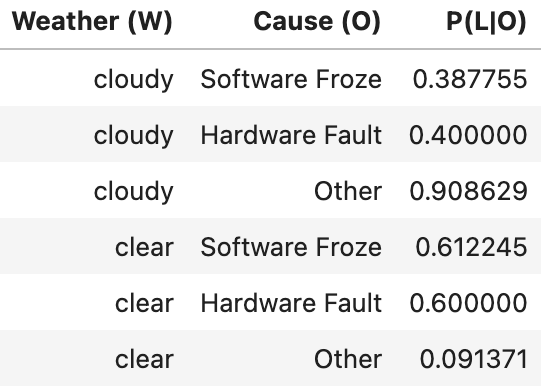 Weather (W) Cause (O) P(L|O)
cloudy Software Froze 0.387755
cloudy Hardware Fault 0.400000
cloudy Other 0.908629
clear Software Froze 0.612245
clear Hardware Fault 0.600000
clear Other 0.091371